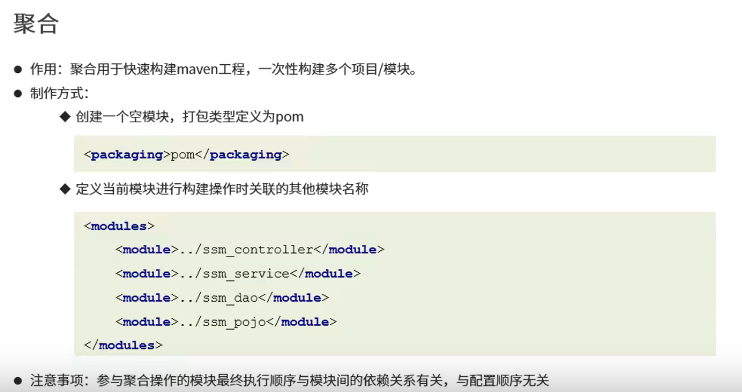 聚合
● 作用：聚合用于快速构建maven工程，一次性构建多个项目/模块。
● 制作方式：
◆ 创建一个空模块，打包类型定义为pom
<packaging>pom</packaging>
◆ 定义当前模块进行构建操作时关联的其他模块名称
<modules>
    <module>../ssm_controller</module>
    <module>../ssm_service</module>
    <module>../ssm_dao</module>
    <module>../ssm_pojo</module>
</modules>
● 注意事项：参与聚合操作的模块最终执行顺序与模块间的依赖关系有关，与配置顺序无关